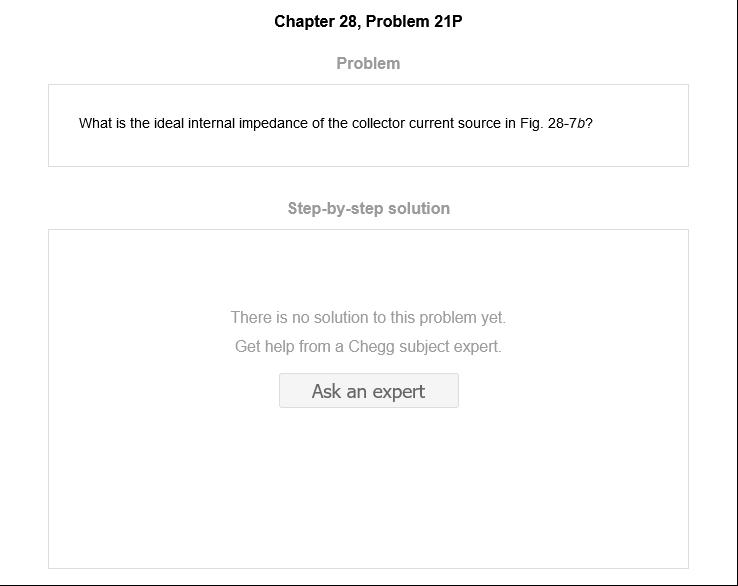 Chapter 28, Problem 21P
Problem
What is the ideal internal impedance of the collector current source in Fig. 28-7b?
Step-by-step solution
There is no solution to this problem yet.
Get help from a Chegg subject expert.
Ask an expert